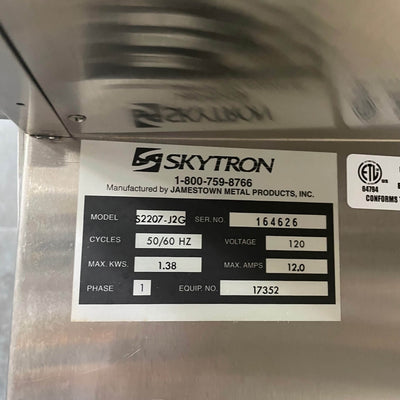 SKYTRON
SKYTRON
1-800-759-8766
Manufactured by JAMESTOWN METAL PRODUCTS, INC.
MODEL S2207-J2G SER. NO. 164626
CYCLES 50/60 HZ VOLTAGE 120
MAX. KWS. 1.38 MAX. AMPS 12.0
PHASE 1 EQUIP. NO. 17352
ETL
64794
CONFORMS